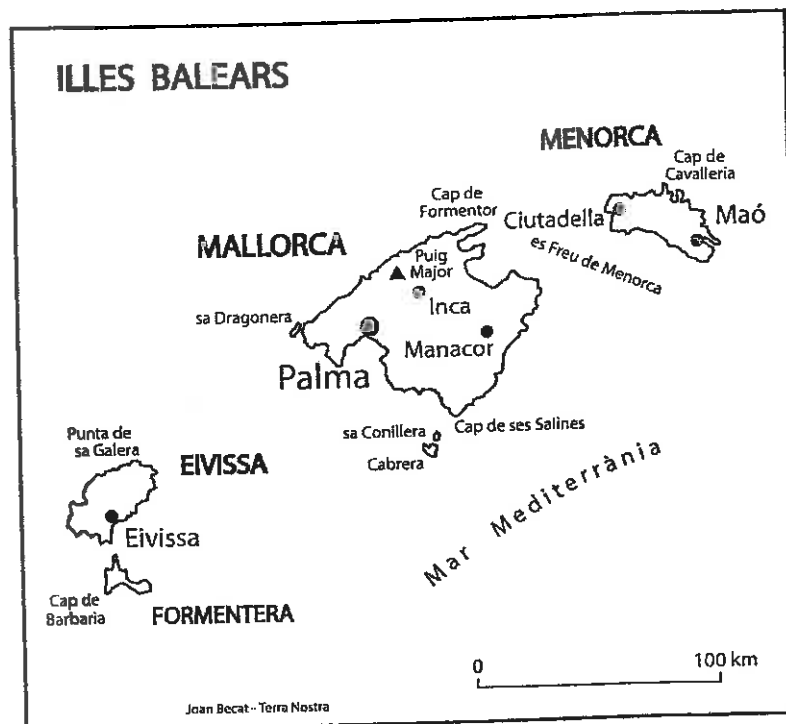 ILLES BALEARS
MENORCA
Cap de
Cavalleria
Cap de
Formentor
Ciutadella
Maó
MALLORCA
Puig
Major
es Freu de Menorca
Inca
sa Dragonera
Manacor
Palma
sa Conillera
Cap de ses Salines
Cabrera
Punta de
sa Galera
EIVISSA
Mar Mediterrània
Eivissa
Cap de
Barbaria
FORMENTERA
0 100 km
Joan Becat - Terra Nostra